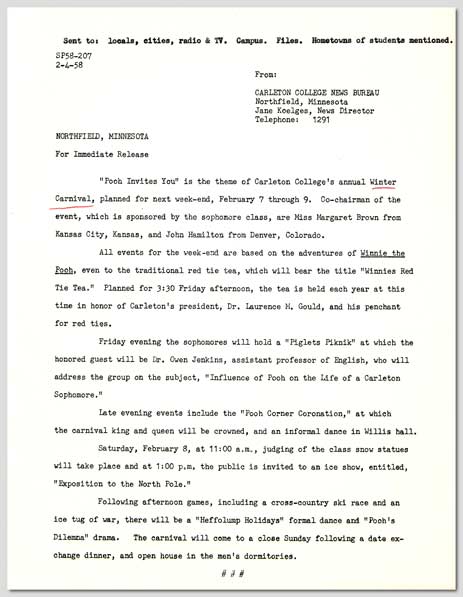 Sent to: locals, cities, radio & TV. Campus. Files. Hometowns of students mentioned.
SP58-207
2-4-58
From:
CARLETON COLLEGE NEWS BUREAU
Northfield, Minnesota
Jane Koelges, News Director
Telephone: 1291
NORTHFIELD, MINNESOTA
For Immediate Release
"Pooh Invites You" is the theme of Carleton College's annual Winter
Carnival, planned for next week-end, February 7 through 9. Co-chairman of the
event, which is sponsored by the sophomore class, are Miss Margaret Brown from
Kansas City, Kansas, and John Hamilton from Denver, Colorado.
All events for the week-end are based on the adventures of Winnie the
Pooh, even to the traditional red tie tea, which will bear the title "Winnies Red
Tie Tea." Planned for 3:30 Friday afternoon, the tea is held each year at this
time in honor of Carleton's president, Dr. Laurence M. Gould, and his penchant
for red ties.
Friday evening the sophomores will hold a "Piglets Piknik" at which the
honored guest will be Dr. Owen Jenkins, assistant professor of English, who will
address the group on the subject, "Influence of Pooh on the Life of a Carleton
Sophomore."
Late evening events include the "Pooh Corner Coronation," at which
the carnival king and queen will be crowned, and an informal dance in Willis hall.
Saturday, February 8, at 11:00 a.m., judging of the class snow statues
will take place and at 1:00 p.m. the public is invited to an ice show, entitled,
"Exposition to the North Pole."
Following afternoon games, including a cross-country ski race and an
ice tug of war, there will be a "Heffolump Holidays" formal dance and "Pooh's
Dilemna" drama. The carnival will come to a close Sunday following a date ex-
change dinner, and open house in the men's dormitories.
# # #